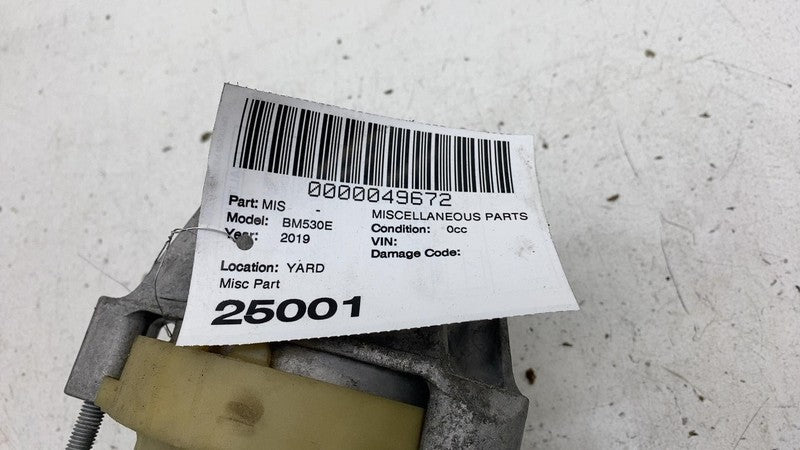 0000049672
Part: MIS - MISCELLANEOUS PARTS
Model: BM530E Condition: 0cc
Year: 2019 VIN:
Damage Code:
Location: YARD
Misc Part
25001